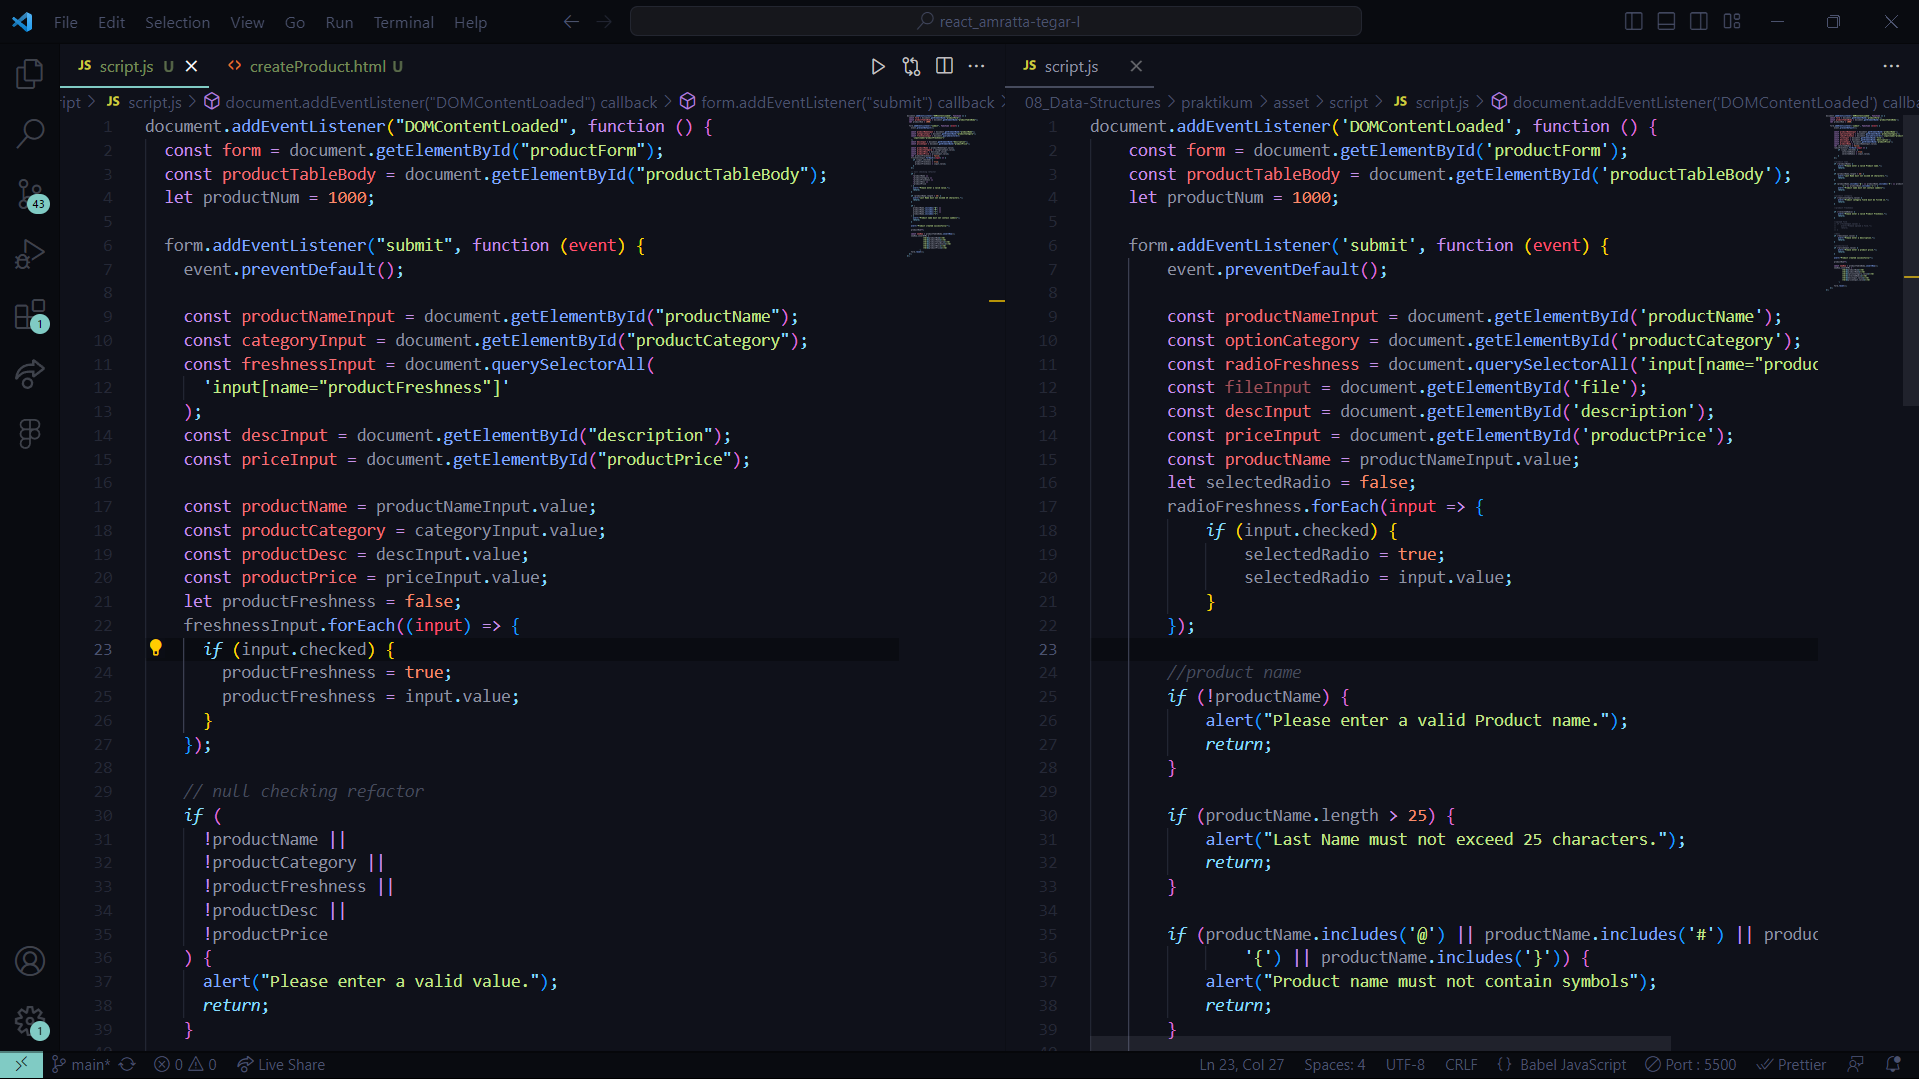 File Edit Selection View Go Run Terminal Help
react_amratta-tegar-l
JS script.js U
<> createProduct.html U
JS script.js
ript > JS script.js > document.addEventListener("DOMContentLoaded") callback > form.addEventListener("submit") callback >
08_Data-Structures > praktikum > asset > script > JS script.js > document.addEventListener('DOMContentLoaded') callba
43
1
1
1 document.addEventListener("DOMContentLoaded", function () {
2 const form = document.getElementById("productForm");
3 const productTableBody = document.getElementById("productTableBody");
4 let productNum = 1000;
5
6 form.addEventListener("submit", function (event) {
7 event.preventDefault();
8
9 const productNameInput = document.getElementById("productName");
10 const categoryInput = document.getElementById("productCategory");
11 const freshnessInput = document.querySelectorAll(
12 'input[name="productFreshness"]'
13 );
14 const descInput = document.getElementById("description");
15 const priceInput = document.getElementById("productPrice");
16
17 const productName = productNameInput.value;
18 const productCategory = categoryInput.value;
19 const productDesc = descInput.value;
20 const productPrice = priceInput.value;
21 let productFreshness = false;
22 freshnessInput.forEach((input) => {
23 if (input.checked) {
24 productFreshness = true;
25 productFreshness = input.value;
26 }
27 });
28
29 // null checking refactor
30 if (
31 !productName ||
32 !productCategory ||
33 !productFreshness ||
34 !productDesc ||
35 !productPrice
36 ) {
37 alert("Please enter a valid value.");
38 return;
39 }
1 document.addEventListener('DOMContentLoaded', function () {
2 const form = document.getElementById('productForm');
3 const productTableBody = document.getElementById('productTableBody');
4 let productNum = 1000;
5
6 form.addEventListener('submit', function (event) {
7 event.preventDefault();
8
9 const productNameInput = document.getElementById('productName');
10 const optionCategory = document.getElementById('productCategory');
11 const radioFreshness = document.querySelectorAll('input[name="produc
12 const fileInput = document.getElementById('file');
13 const descInput = document.getElementById('description');
14 const priceInput = document.getElementById('productPrice');
15 const productName = productNameInput.value;
16 let selectedRadio = false;
17 radioFreshness.forEach(input => {
18 if (input.checked) {
19 selectedRadio = true;
20 selectedRadio = input.value;
21 }
22 });
23
24 //product name
25 if (!productName) {
26 alert("Please enter a valid Product name.");
27 return;
28 }
29
30 if (productName.length > 25) {
31 alert("Last Name must not exceed 25 characters.");
32 return;
33 }
34
35 if (productName.includes('@') || productName.includes('#') || produc
36 '{') || productName.includes('}')) {
37 alert("Product name must not contain symbols");
38 return;
39 }
main* 0 0 Live Share
Ln 23, Col 27 Spaces: 4 UTF-8 CRLF {} Babel JavaScript Port : 5500 Prettier